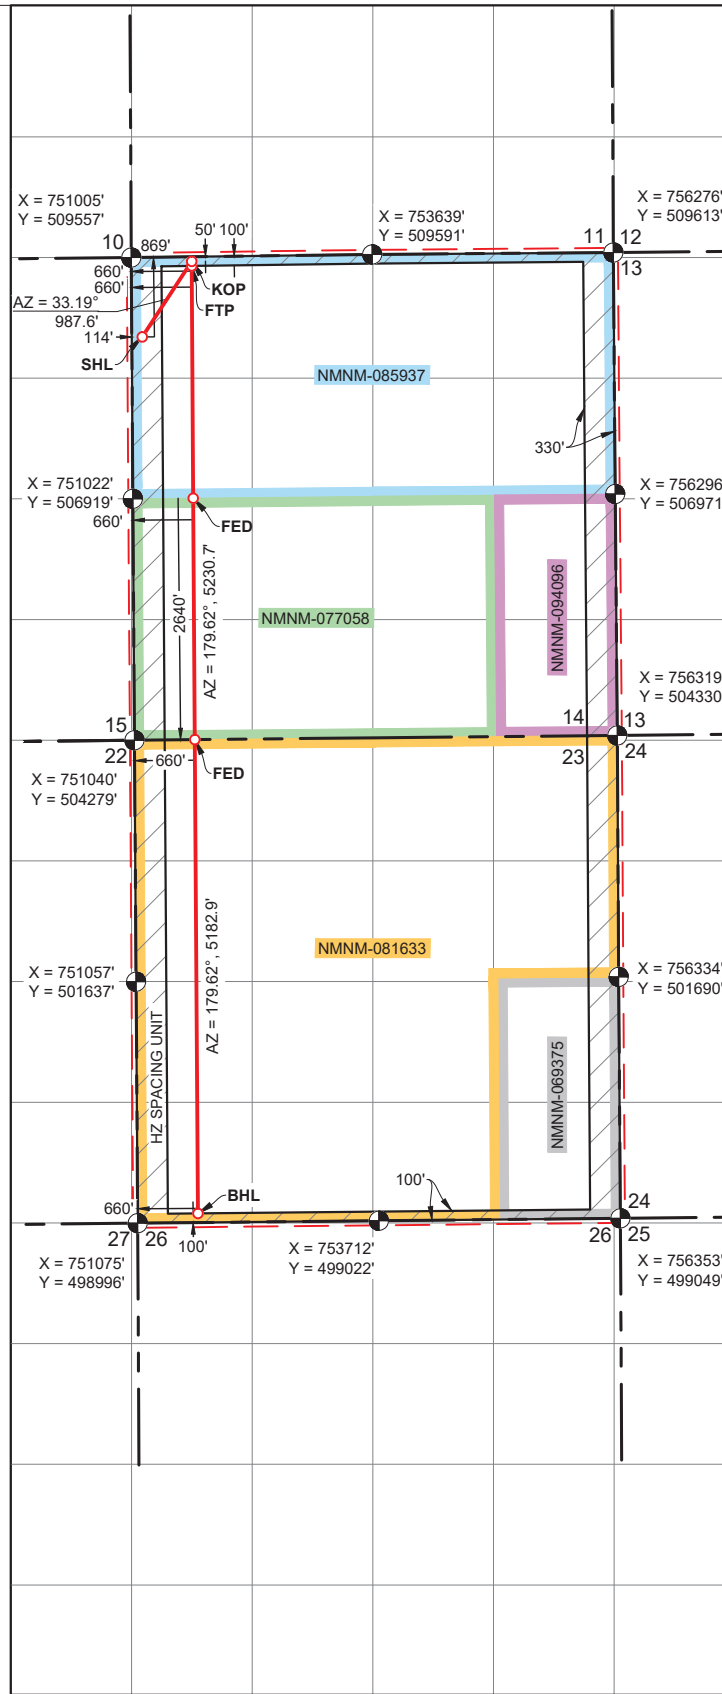 X = 751005'
Y = 509557'
X = 753639'
Y = 509591'
X = 756276'
Y = 509613'
10
869'
50' 100'
11 12
13
660'
660'
KOP
FTP
AZ = 33.19°
987.6'
114'
SHL
NMNM-085937
330'
X = 751022'
Y = 506919'
X = 756296'
Y = 506971'
660'
FED
2640'
AZ = 179.62°, 5230.7'
NMNM-077058
NMNM-094096
X = 756319'
Y = 504330'
15
14
13
22
660'
FED
23
24
X = 751040'
Y = 504279'
AZ = 179.62°, 5182.9'
NMNM-081633
X = 751057'
Y = 501637'
X = 756334'
Y = 501690'
HZ SPACING UNIT
NMNM-069375
660'
BHL
100'
24
27 26
100'
26
25
X = 751075'
Y = 498996'
X = 753712'
Y = 499022'
X = 756353'
Y = 499049'